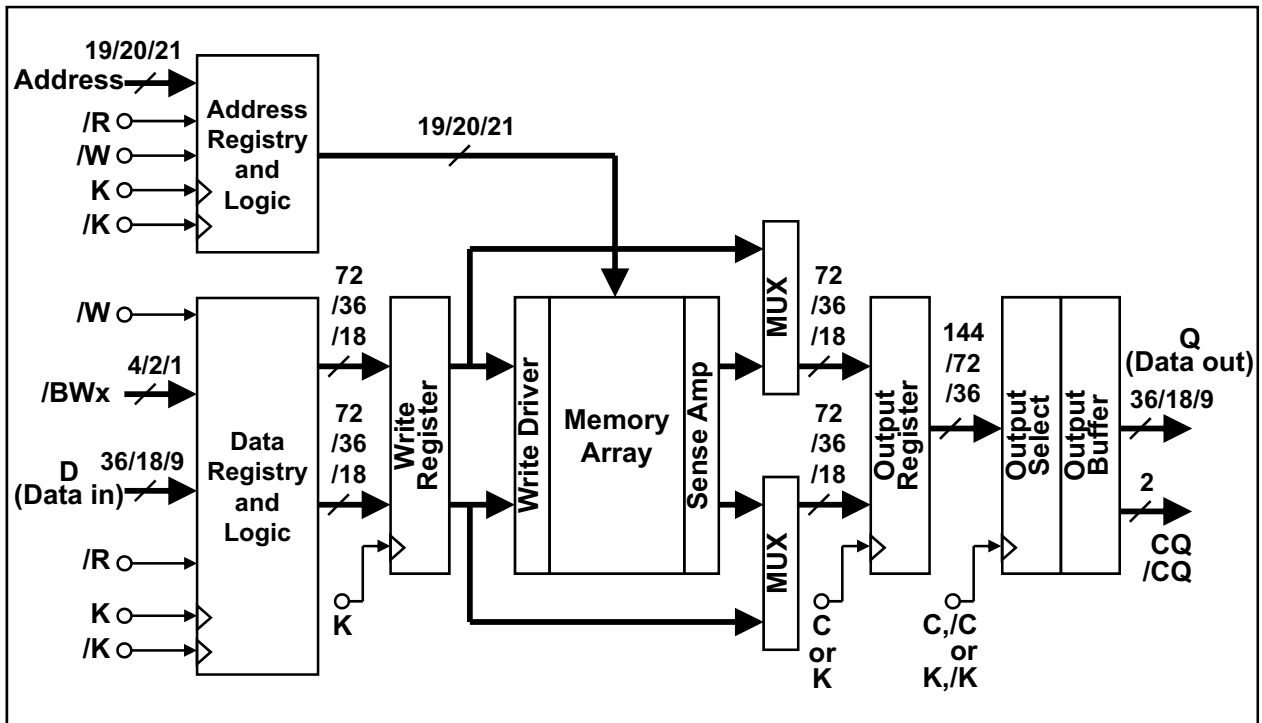 19/20/21
Address
/R
/W
K
/K
Address
Registry
and
Logic
19/20/21
/W
/BWx
4/2/1
D
(Data in)
36/18/9
/R
K
/K
Data
Registry
and
Logic
72
/36
/18
72
/36
/18
Write
Register
K
Write Driver
Memory
Array
Sense Amp
MUX
MUX
72
/36
/18
72
/36
/18
Output
Register
C
or
K
144
/72
/36
Output
Select
Output
Buffer
C,/C
or
K,/K
Q
(Data out)
36/18/9
2
CQ
/CQ